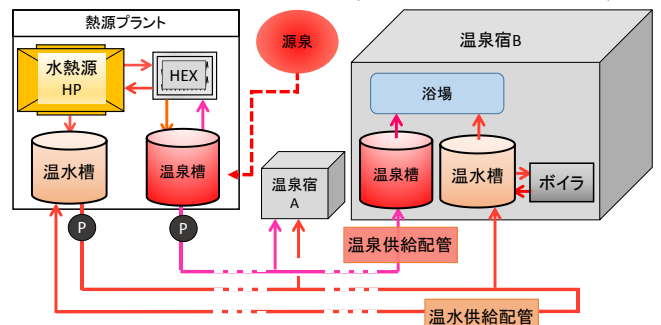 熱源プラント
水熱源
HP
HEX
温水槽
温泉槽
P
P
源泉
温泉宿
A
温泉宿B
浴場
温泉槽
温水槽
ボイラ
温泉供給配管
温水供給配管